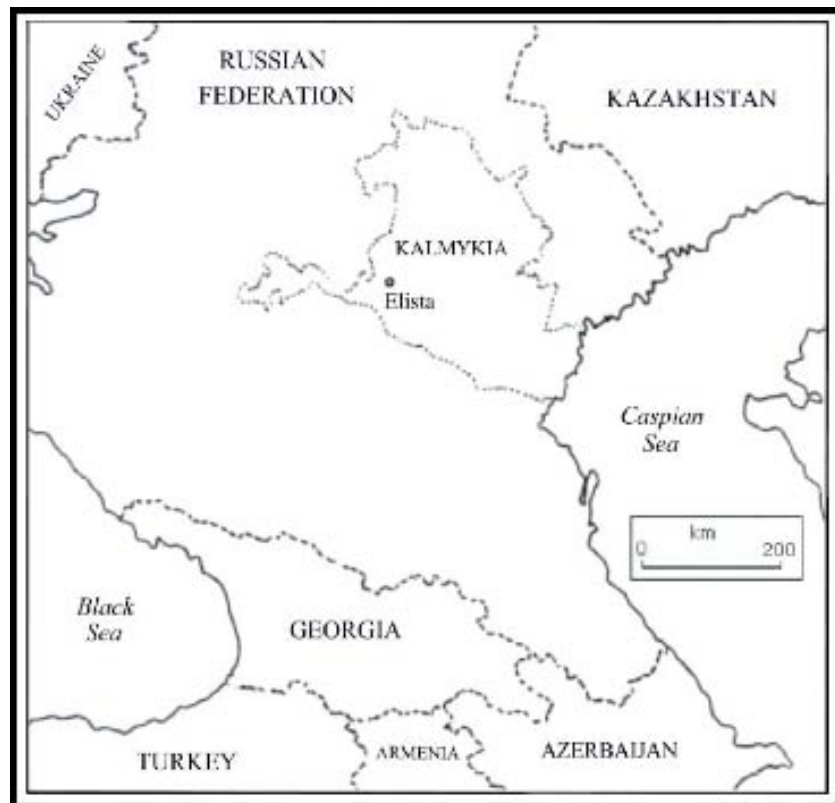 UKRAINE
RUSSIAN
FEDERATION
KAZAKHSTAN
KALMYKIA
Elista
Caspian
Sea
km
0 200
Black
Sea
GEORGIA
TURKEY
ARMENIA
AZERBAIJAN